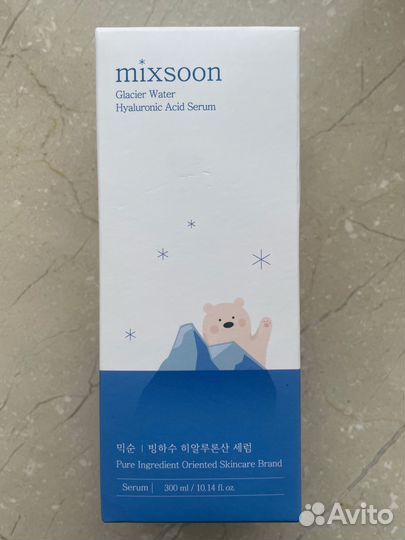 mixsoon
Glacier Water
Hyaluronic Acid Serum
믹순 | 빙하수 히알루론산 세럼
Pure Ingredient Oriented Skincare Brand
Serum | 300 ml / 10.14 fl. oz.
Avito